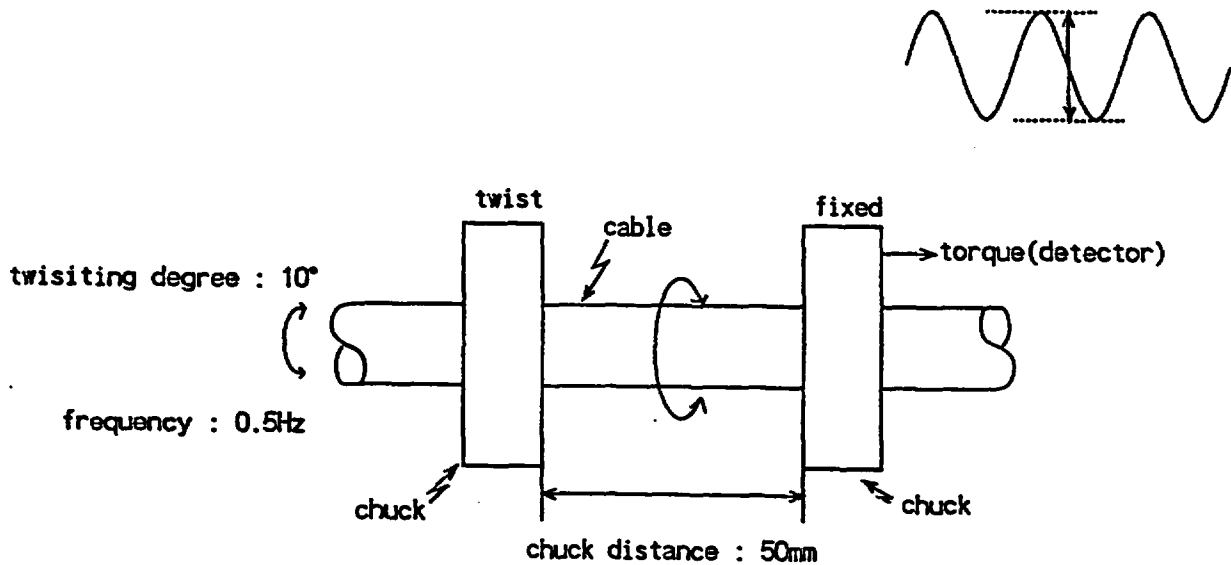 twist
fixed
cable
torque(detector)
twisiting degree : 10°
frequency : 0.5Hz
chuck
chuck
chuck distance : 50mm